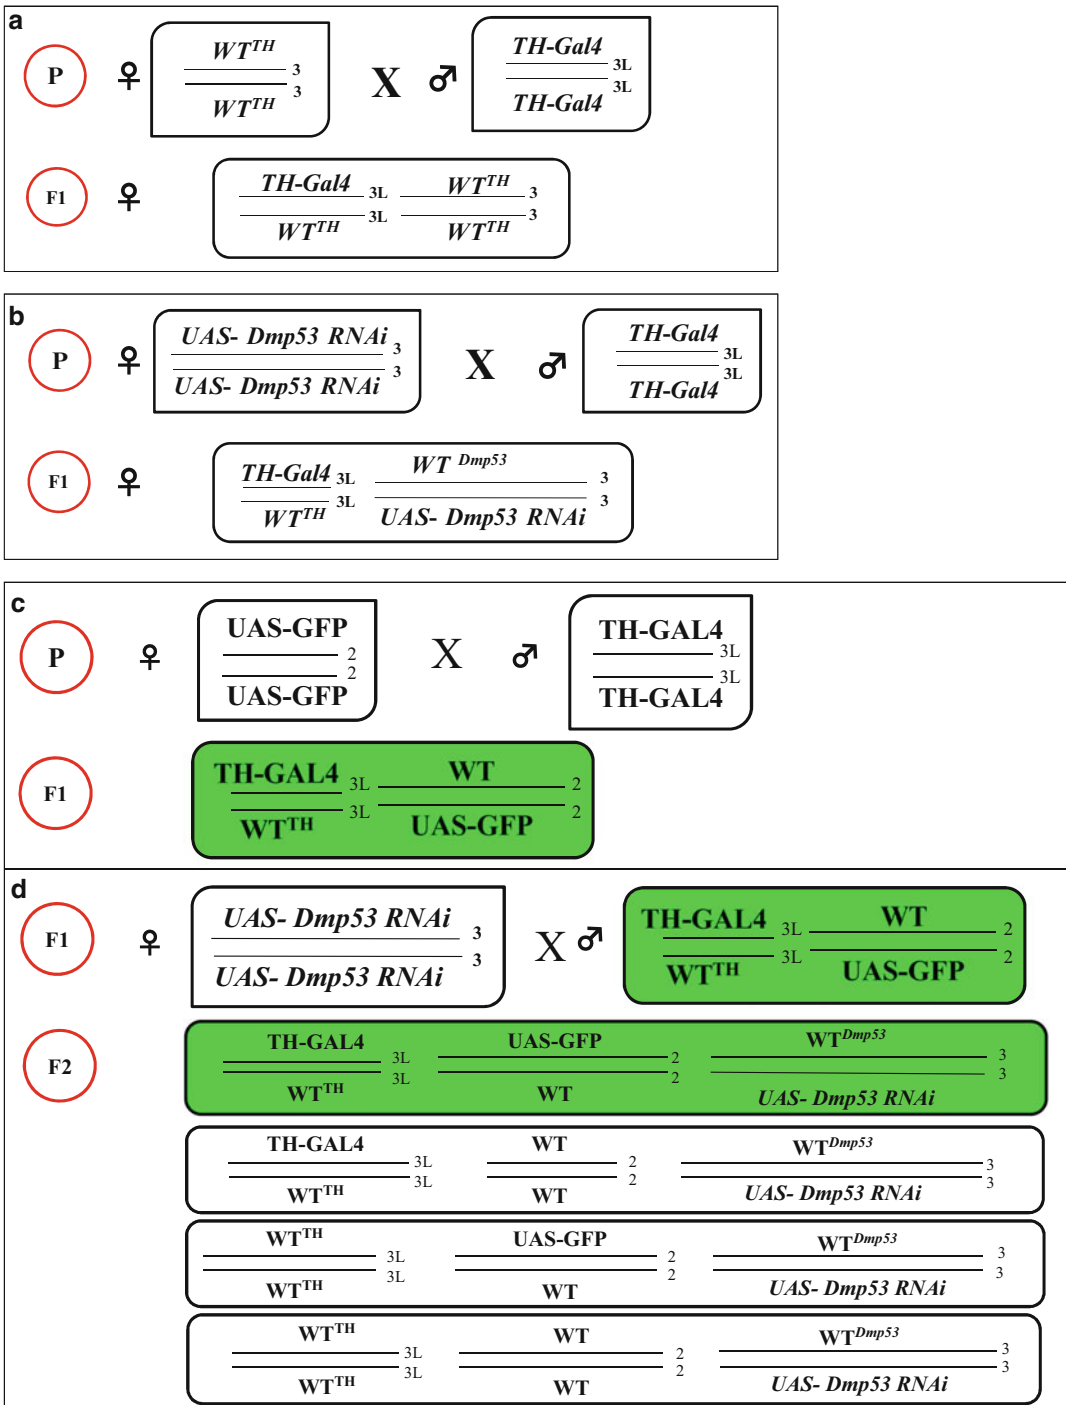 a
P ♀ WT^TH 3 X ♂ TH-Gal4 3L
3 3L
WT^TH TH-Gal4
F1 ♀ TH-Gal4 3L WT^TH 3
WT^TH 3L WT^TH 3
b
P ♀ UAS- Dmp53 RNAi 3 X ♂ TH-Gal4 3L
UAS- Dmp53 RNAi 3 TH-Gal4 3L
F1 ♀ TH-Gal4 3L WT Dmp53 3
WT^TH 3L UAS- Dmp53 RNAi 3
c
P ♀ UAS-GFP 2 X ♂ TH-GAL4 3L
UAS-GFP 2 TH-GAL4 3L
F1 TH-GAL4 3L WT 2
WT^TH 3L UAS-GFP 2
d
F1 ♀ UAS- Dmp53 RNAi 3 X ♂ TH-GAL4 3L WT 2
UAS- Dmp53 RNAi 3 WT^TH 3L UAS-GFP 2
F2 TH-GAL4 3L UAS-GFP 2 WT^Dmp53 3
WT^TH 3L WT 2 UAS- Dmp53 RNAi 3
TH-GAL4 3L WT 2 WT^Dmp53 3
WT^TH 3L WT 2 UAS- Dmp53 RNAi 3
WT^TH 3L UAS-GFP 2 WT^Dmp53 3
WT^TH 3L WT 2 UAS- Dmp53 RNAi 3
WT^TH 3L WT 2 WT^Dmp53 3
WT^TH 3L WT 2 UAS- Dmp53 RNAi 3